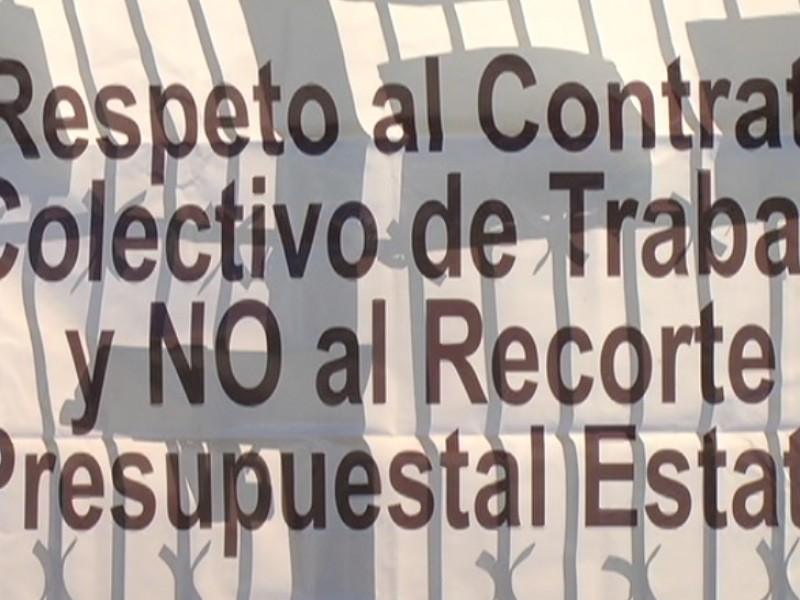 Respeto al Contrat
Colectivo de Traba
y NO al Recorte
Presupuestal Estat